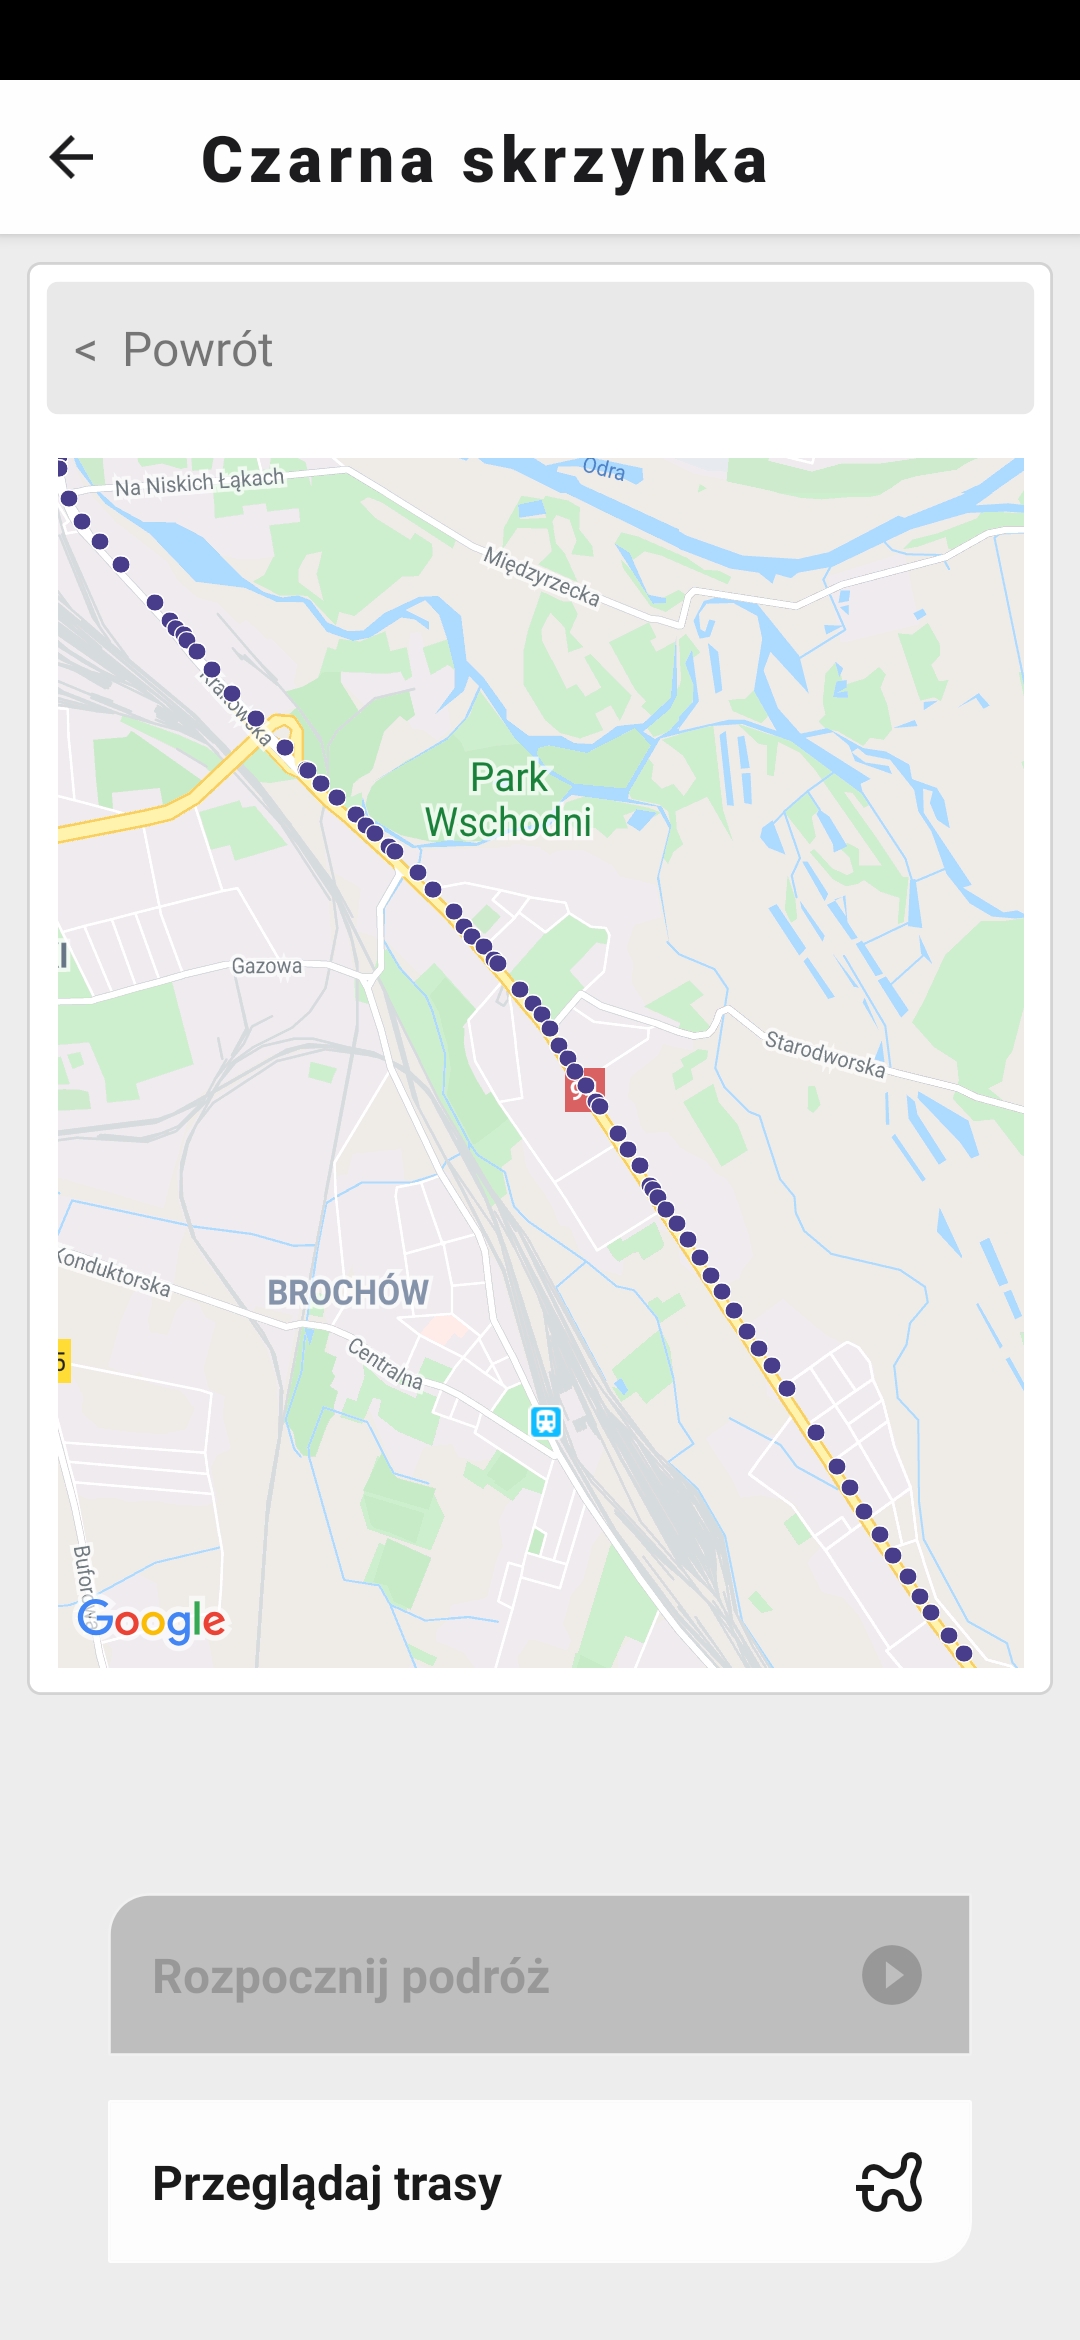 Czarna skrzynka
< Powrót
Odra
Na Niskich Łąkach
Międzyrzecka
Krakowska
Park
Wschodni
Gazowa
Starodworska
Konduktorska
BROCHÓW
Centralna
5
Buforowa
Google
Rozpocznij podróż
Przeglądaj trasy